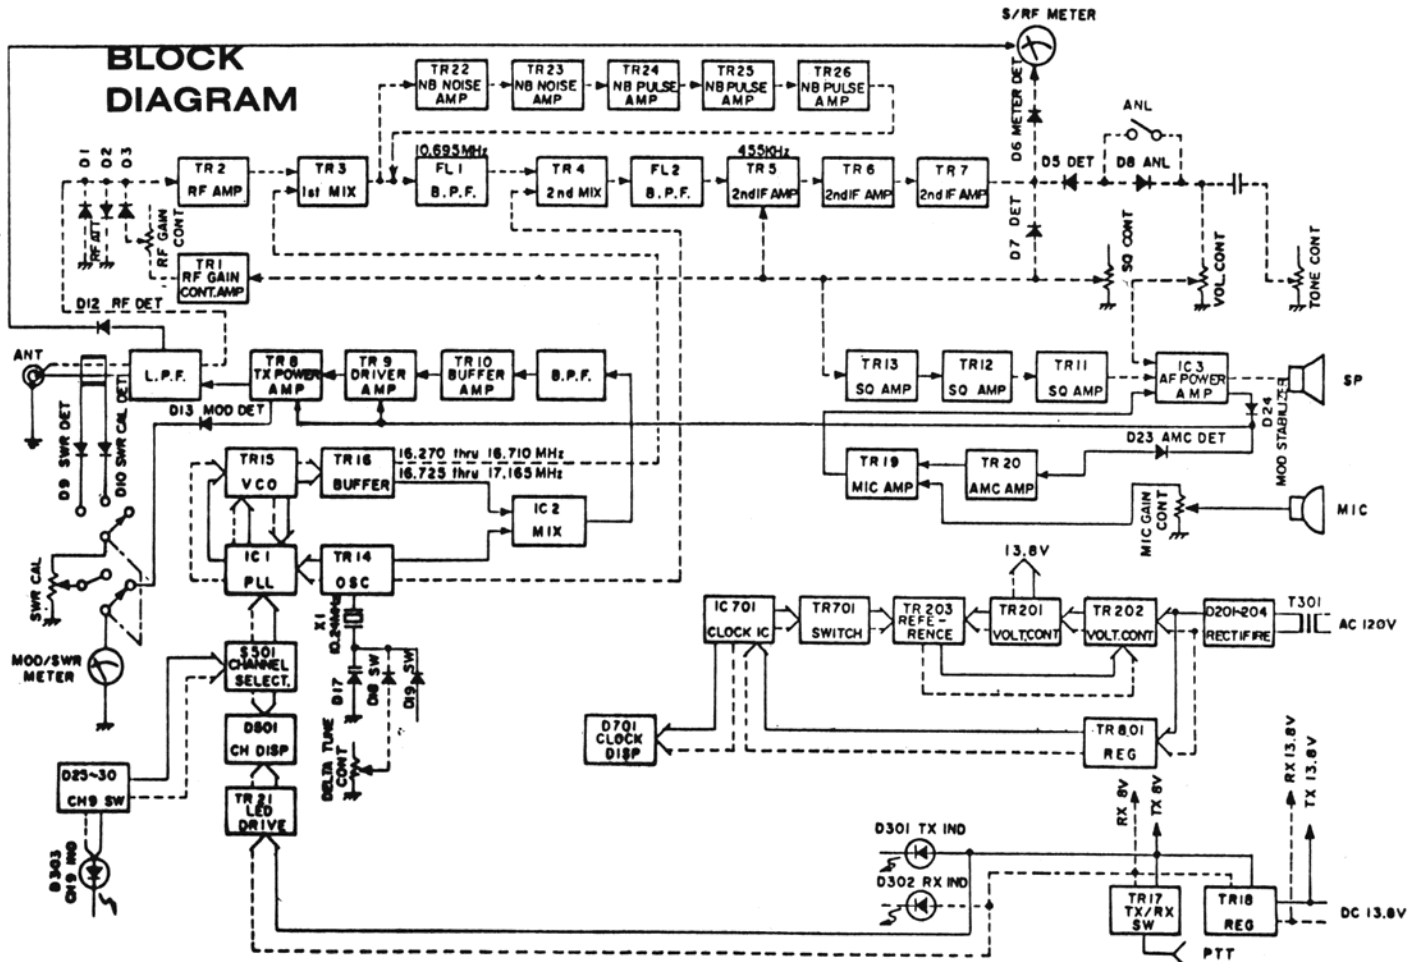 S/RF METER
BLOCK
DIAGRAM
TR22
NB NOISE
AMP
TR23
NB NOISE
AMP
TR24
NB PULSE
AMP
TR25
NB PULSE
AMP
TR26
NB PULSE
AMP
D6 METER DET
ANL
D1
D2
D3
TR2
RF AMP
TR3
1st MIX
10.695MHz
FL1
B.P.F.
TR4
2nd MIX
FL2
B.P.F.
455KHz
TR5
2nd IF AMP
TR6
2nd IF AMP
TR7
2nd IF AMP
D5 DET
D8 ANL
RF ATT
RF GAIN
CONT
TR1
RF GAIN
CONT.AMP
D7 DET
SQ CONT
VOL.CONT
TONE CONT
D12 RF DET
ANT
L.P.F.
TR8
TX POWER
AMP
TR9
DRIVER
AMP
TR10
BUFFER AMP
B.P.F.
TR13
SQ AMP
TR12
SQ AMP
TR11
SQ AMP
IC3
AF POWER
AMP
SP
D24
MOD STABILIZER
D13 MOD DET
D9 SWR DET
D10 SWR CAL DET
D23 AMC DET
TR15
VCO
TR16
BUFFER
16.270 thru 16.710 MHz
16.725 thru 17.165 MHz
IC2
MIX
TR19
MIC AMP
TR20
AMC AMP
MIC GAIN
CONT
MIC
IC1
PLL
TR14
OSC
SWR CAL
X1
10.24MHz
13.8V
IC701
CLOCK IC
TR701
SWITCH
TR203
REFE-
RENCE
TR201
VOLT.CONT
TR202
VOLT.CONT
D201~204
RECTIFIRE
T301
AC 120V
MOD/SWR
METER
S501
CHANNEL
SELECT.
D17
D18 SW
D19 SW
D501
CH DISP
DELTA TUNE
CONT
D701
CLOCK
DISP
TR801
REG
D25~30
CH9 SW
TR21
LED
DRIVE
RX 8V
TX 8V
RX 13.8V
TX 13.8V
D303
CH9 IND
D301 TX IND
D302 RX IND
TR17
TX/RX
SW
TR18
REG
DC 13.8V
PTT